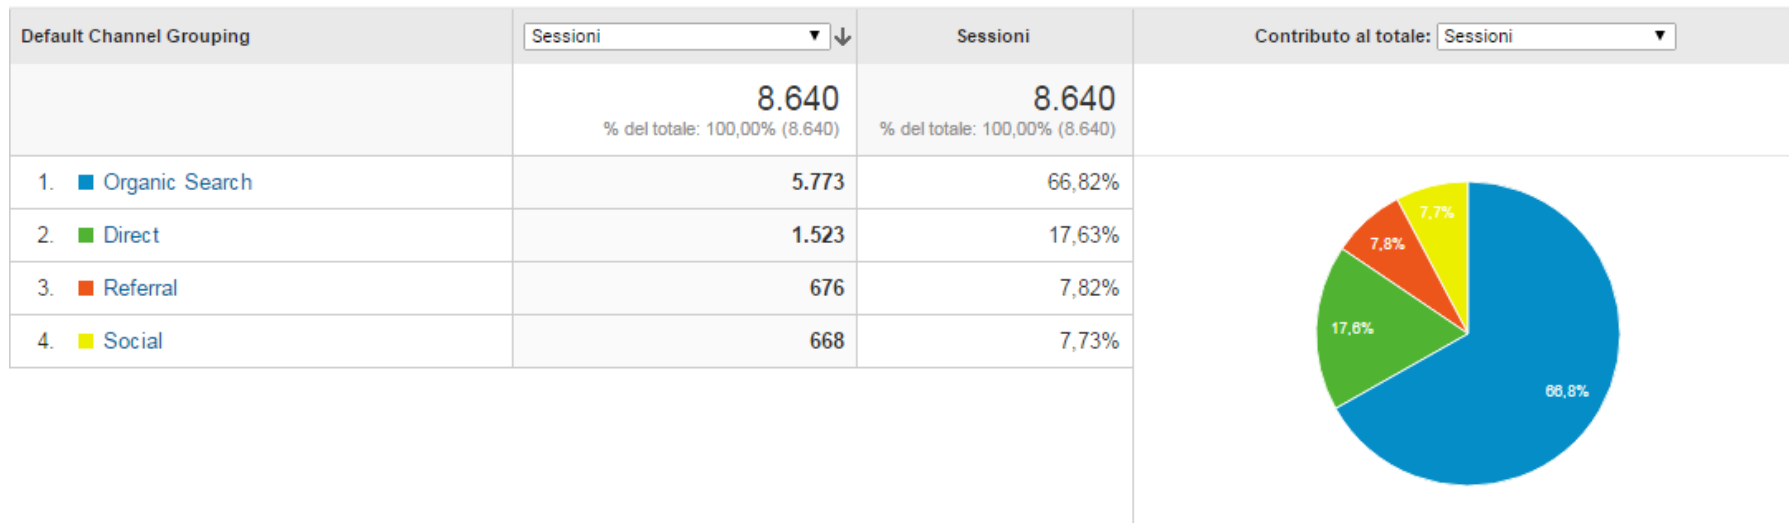 Default Channel Grouping Sessioni Sessioni Contributo al totale: Sessioni
8.640 8.640
% del totale: 100,00% (8.640) % del totale: 100,00% (8.640)
1. Organic Search 5.773 66,82%
2. Direct 1.523 17,63%
3. Referral 676 7,82%
4. Social 668 7,73%
7,7%
7,8%
17,6%
66,8%